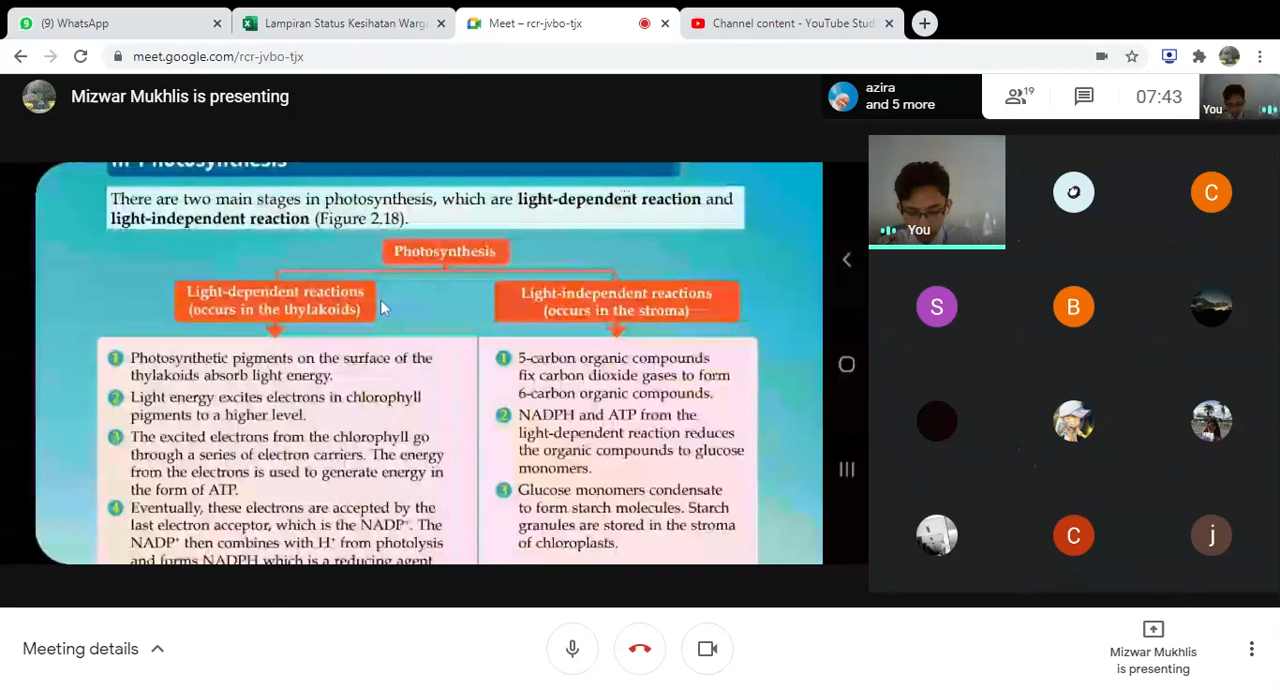 (9) WhatsApp
Lampiran Status Kesihatan Warg
Meet – rcr-jvbo-tjx
Channel content - YouTube Stud
meet.google.com/rcr-jvbo-tjx
Mizwar Mukhlis is presenting
azira
and 5 more
19
07:43
You
in Photosynthesis
There are two main stages in photosynthesis, which are light-dependent reaction and
light-independent reaction (Figure 2.18).
Photosynthesis
Light-dependent reactions
(occurs in the thylakoids)
1 Photosynthetic pigments on the surface of the
thylakoids absorb light energy.
2 Light energy excites electrons in chlorophyll
pigments to a higher level.
3 The excited electrons from the chlorophyll go
through a series of electron carriers. The energy
from the electrons is used to generate energy in
the form of ATP.
4 Eventually, these electrons are accepted by the
last electron acceptor, which is the NADP⁺. The
NADP⁺ then combines with H⁺ from photolysis
and forms NADPH which is a reducing agent
Light-independent reactions
(occurs in the stroma)
1 5-carbon organic compounds
fix carbon dioxide gases to form
6-carbon organic compounds.
2 NADPH and ATP from the
light-dependent reaction reduces
the organic compounds to glucose
monomers.
3 Glucose monomers condensate
to form starch molecules. Starch
granules are stored in the stroma
of chloroplasts.
You
C
S
B
C
j
Meeting details
Mizwar Mukhlis
is presenting